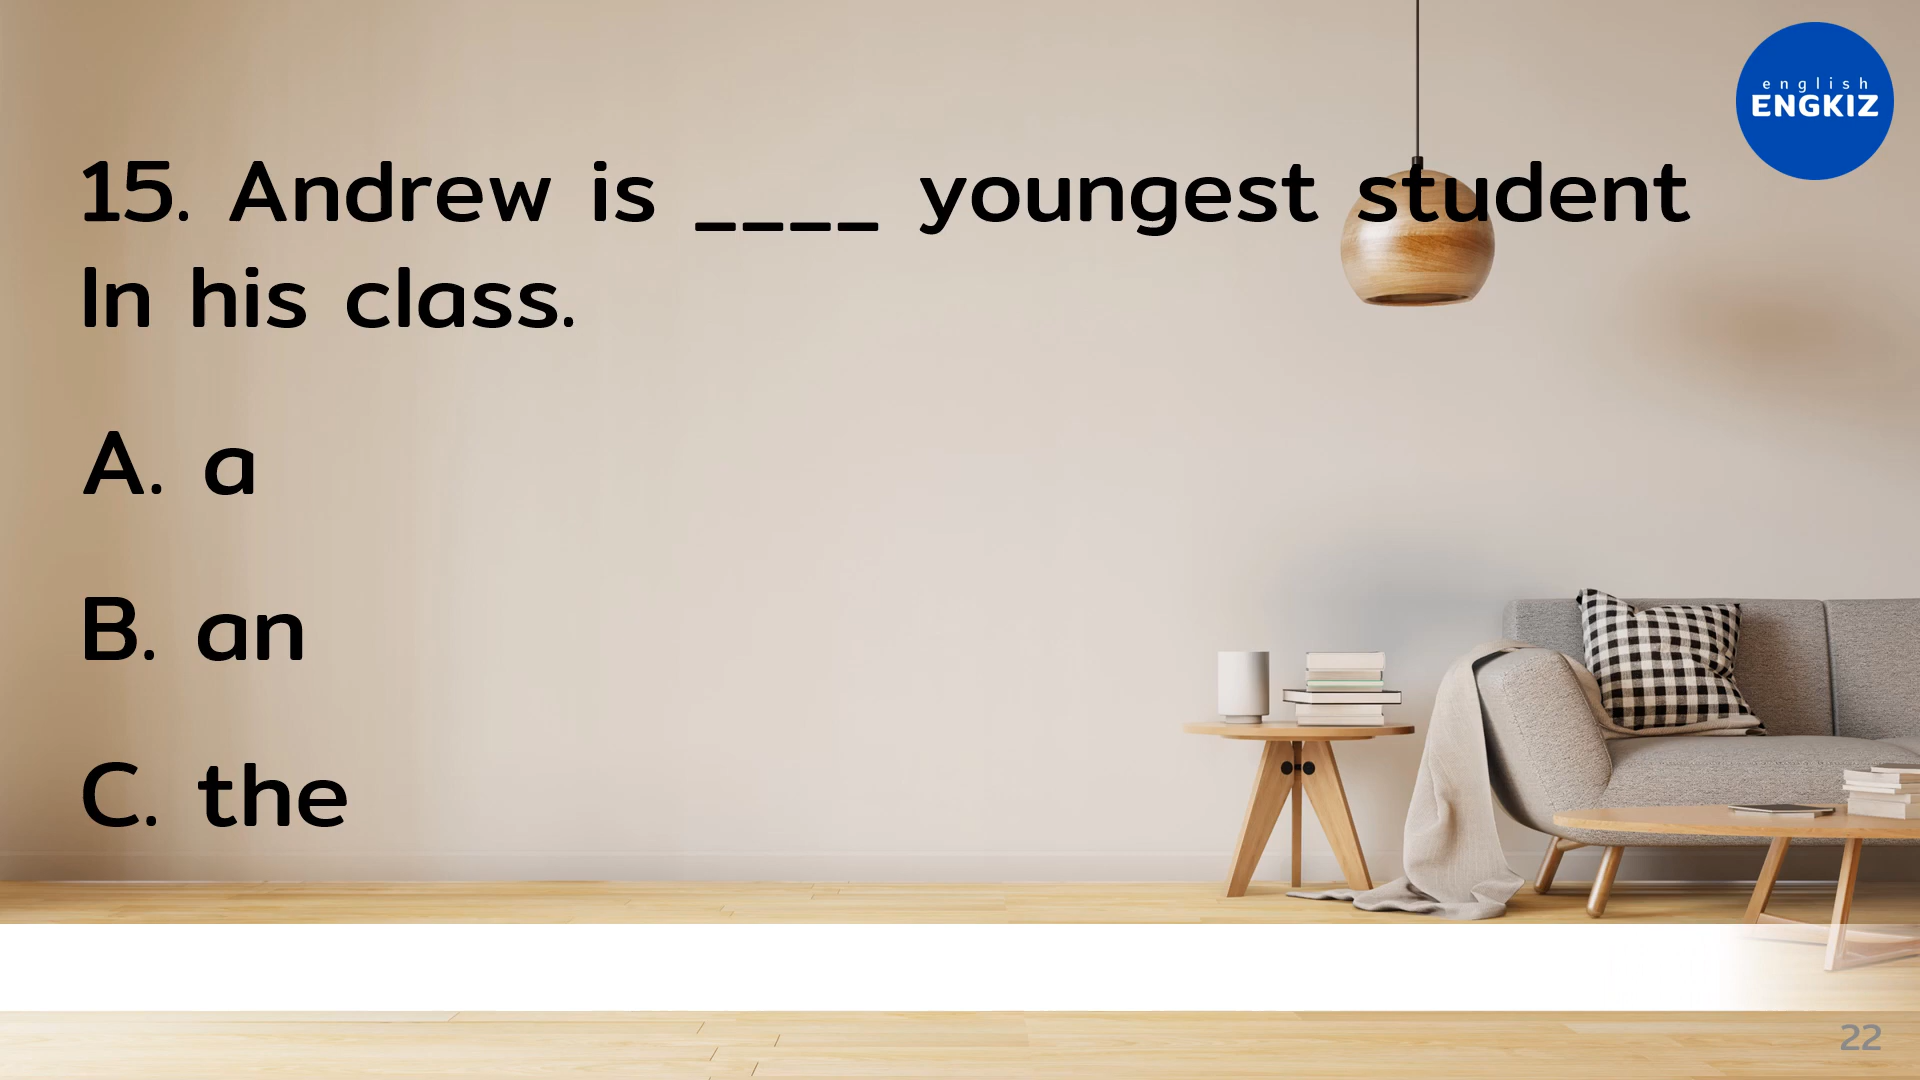 english
ENGKIZ
15. Andrew is ____ youngest student
In his class.
A. a
B. an
C. the
22